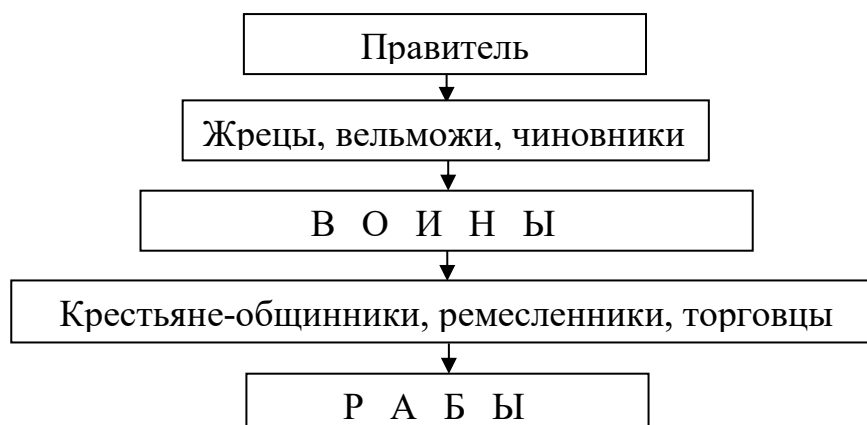 Правитель
Жрецы, вельможи, чиновники
В О И Н Ы
Крестьяне-общинники, ремесленники, торговцы
Р А Б Ы